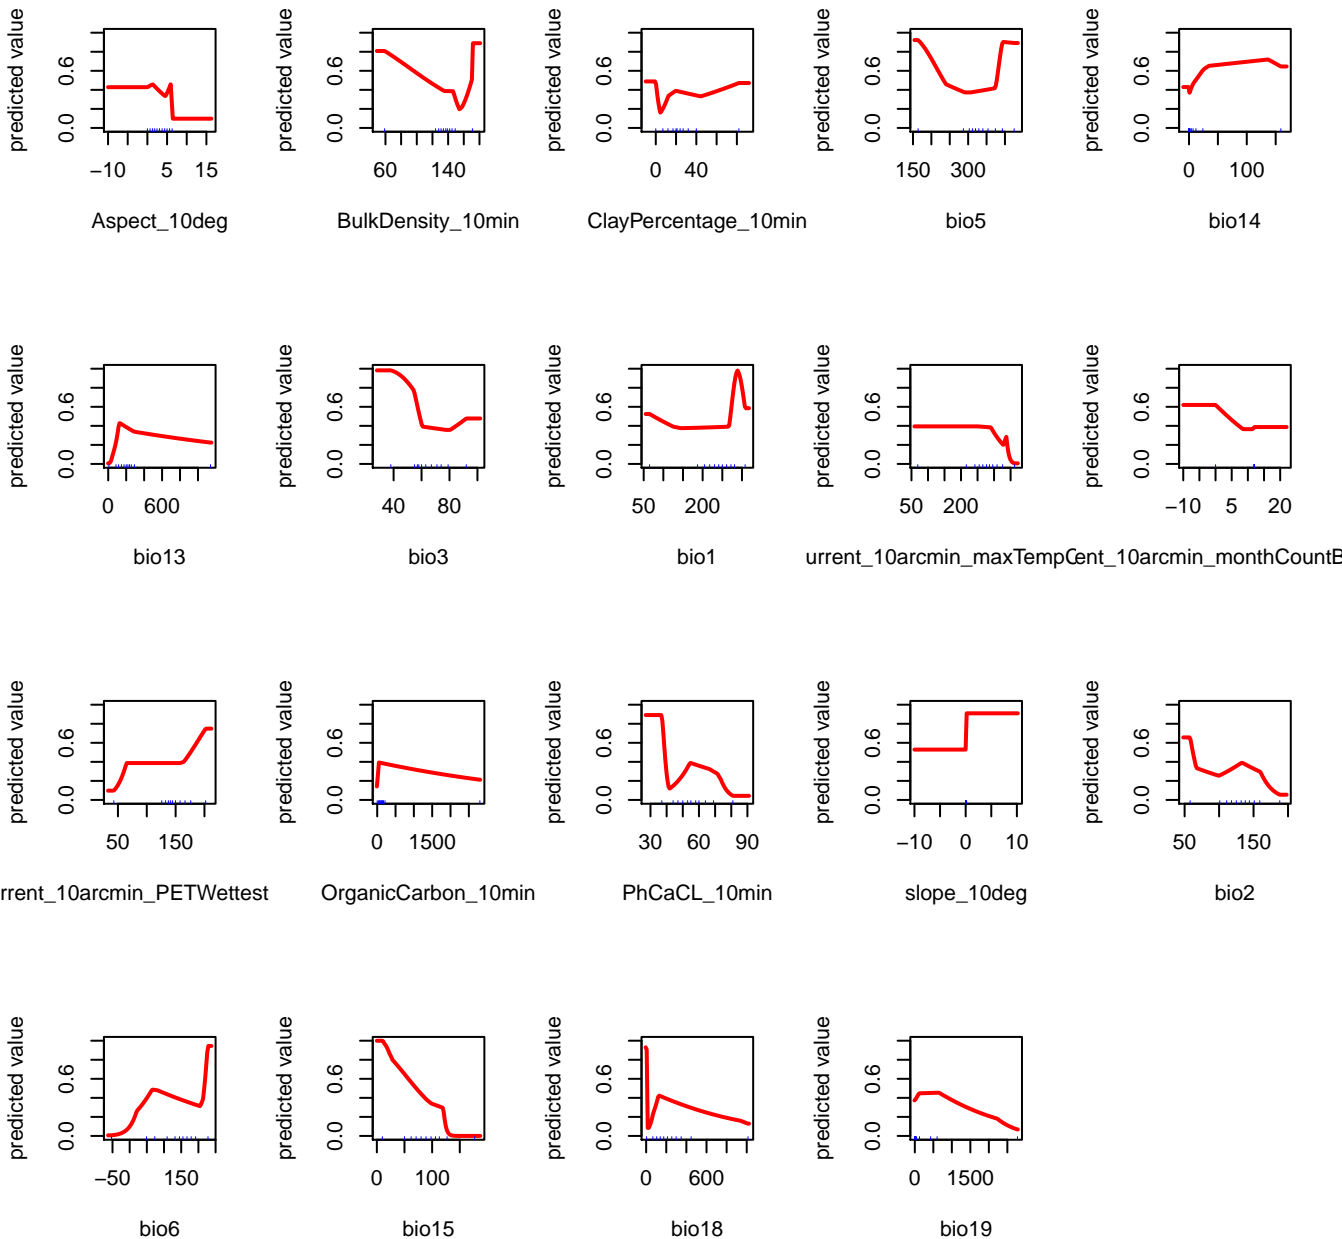 predicted value
0.0 0.6
−10 5 15
Aspect_10deg
predicted value
60 140
BulkDensity_10min
predicted value
0.0 0.6
0 40
ClayPercentage_10min
predicted value
0.0 0.6
150 300
bio5
predicted value
0.0 0.6
0 100
bio14
predicted value
0.0 0.6
0 600
bio13
predicted value
0.0 0.6
40 80
bio3
predicted value
0.0 0.6
50 200
bio1
predicted value
0.0 0.6
50 200
urrent_10arcmin_maxTempC
predicted value
0.0 0.6
−10 5 20
ent_10arcmin_monthCountB
predicted value
0.0 0.6
50 150
rrent_10arcmin_PETWettest
predicted value
0.0 0.6
0 1500
OrganicCarbon_10min
predicted value
0.0 0.6
30 60 90
PhCaCL_10min
predicted value
0.0 0.6
−10 0 10
slope_10deg
predicted value
0.0 0.6
50 150
bio2
predicted value
0.0 0.6
−50 150
bio6
predicted value
0.0 0.6
0 100
bio15
predicted value
0.0 0.6
0 600
bio18
predicted value
0.0 0.6
0 1500
bio19